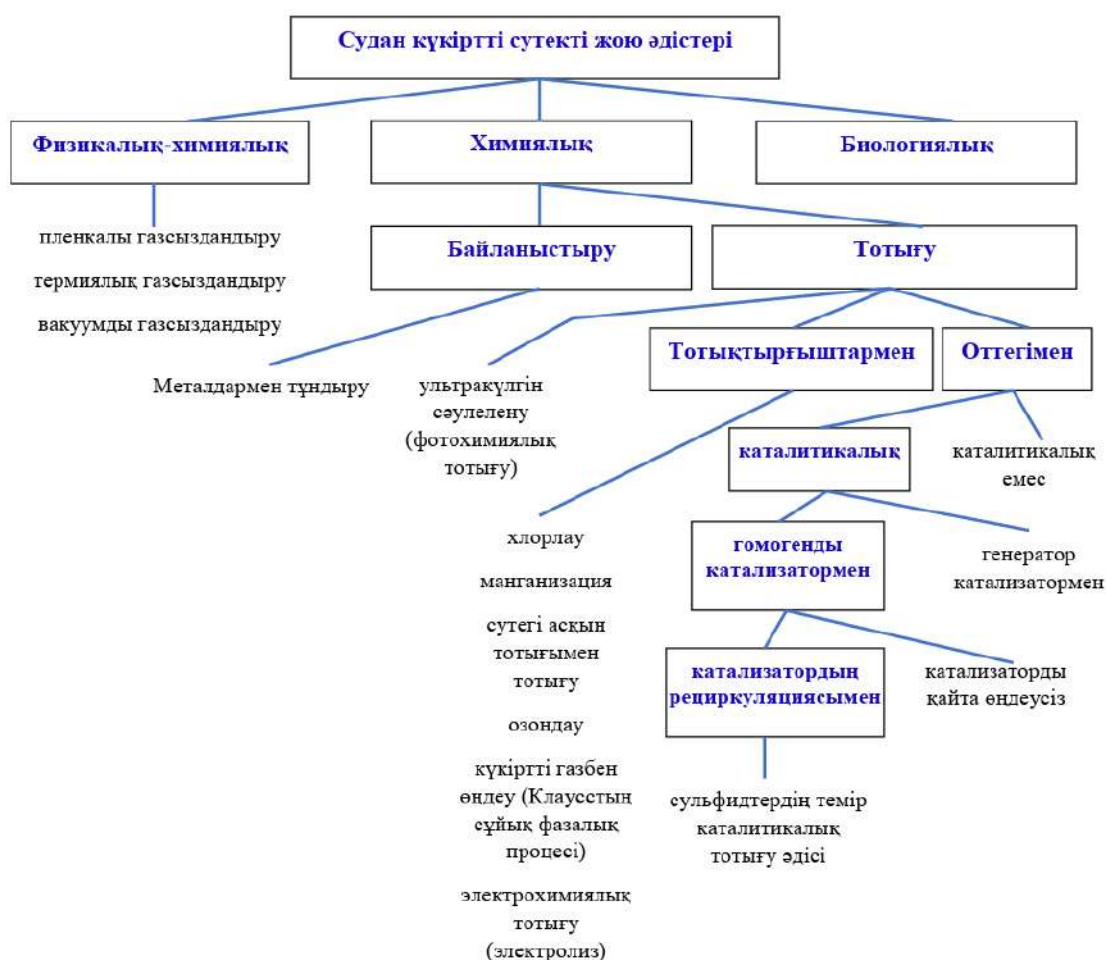 Судан күкіртті сутекті жою әдістері
Физикалық-химиялық
Химиялық
Биологиялық
пленкалы газсыздандыру
термиялық газсыздандыру
вакуумды газсыздандыру
Байланыстыру
Тотығу
Металдармен тұндыру
ультракүлгін
сәулелену
(фотохимиялық
тотығу)
Тотықтырғыштармен
Оттегімен
каталитикалық
каталитикалық
емес
хлорлау
манганизация
сутегі асқын
тотығымен
тотығу
озондау
күкіртті газбен
өңдеу (Клаусстың
сұйық фазалық
процесі)
электрохимиялық
тотығу
(электролиз)
гомогенды
катализатормен
генератор
катализатормен
катализатордың
рециркуляциясымен
катализаторды
қайта өңдеусіз
сульфидтердің темір
каталитикалық
тотығу әдісі